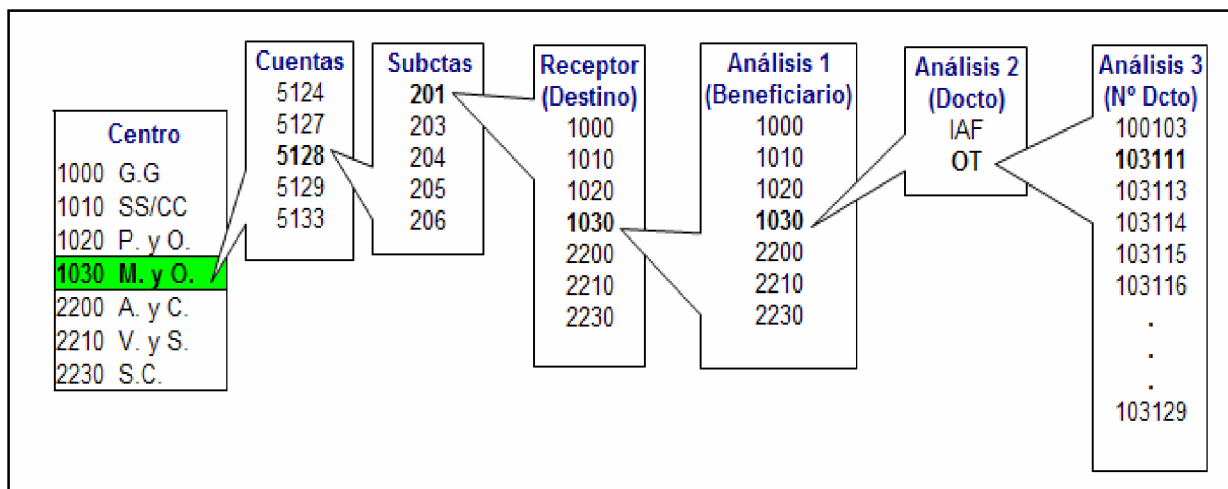 Centro
1000 G.G
1010 SS/CC
1020 P. y O.
1030 M. y O.
2200 A. y C.
2210 V. y S.
2230 S.C.
Cuentas
5124
5127
5128
5129
5133
Subctas
201
203
204
205
206
Receptor
(Destino)
1000
1010
1020
1030
2200
2210
2230
Análisis 1
(Beneficiario)
1000
1010
1020
1030
2200
2210
2230
Análisis 2
(Docto)
IAF
OT
Análisis 3
(Nº Dcto)
100103
103111
103113
103114
103115
103116
.
.
.
103129